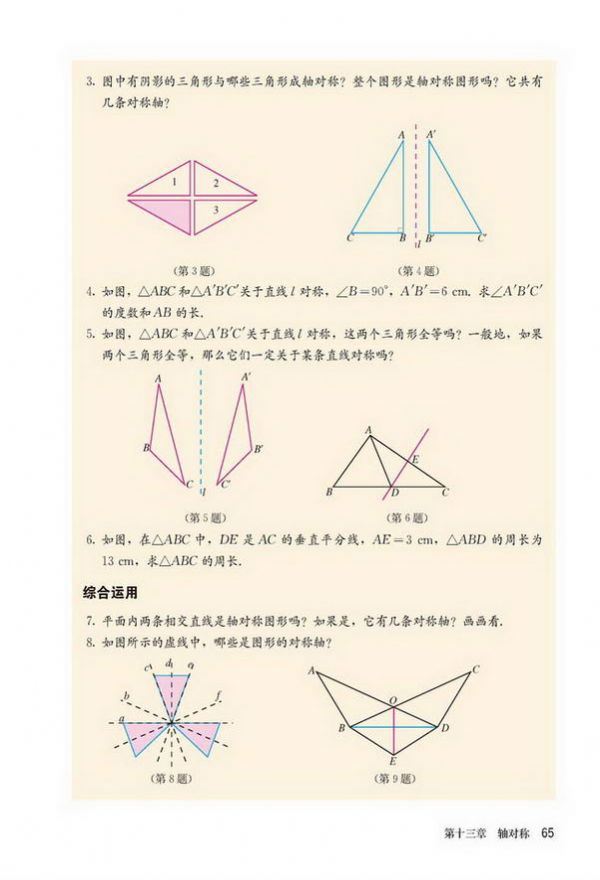 3. 图中有阴影的三角形与哪些三角形成轴对称？整个图形是轴对称图形吗？它共有
几条对称轴？
1
2
3
A
A′
C
B
B′
C′
l
(第 3 题)
(第 4 题)
4. 如图，△ABC 和△A′B′C′关于直线 l 对称，∠B=90°，A′B′=6 cm. 求∠A′B′C′
的度数和 AB 的长.
5. 如图，△ABC 和△A′B′C′关于直线 l 对称，这两个三角形全等吗？一般地，如果
两个三角形全等，那么它们一定关于某条直线对称吗？
A
A′
B
B′
C
C′
l
A
E
B
D
C
(第 5 题)
(第 6 题)
6. 如图，在△ABC 中，DE 是 AC 的垂直平分线，AE=3 cm，△ABD 的周长为
13 cm，求△ABC 的周长.
综合运用
7. 平面内两条相交直线是轴对称图形吗？如果是，它有几条对称轴？画画看.
8. 如图所示的虚线中，哪些是图形的对称轴？
c
d
e
b
f
a
A
C
O
B
D
E
(第 8 题)
(第 9 题)
第十三章 轴对称 65